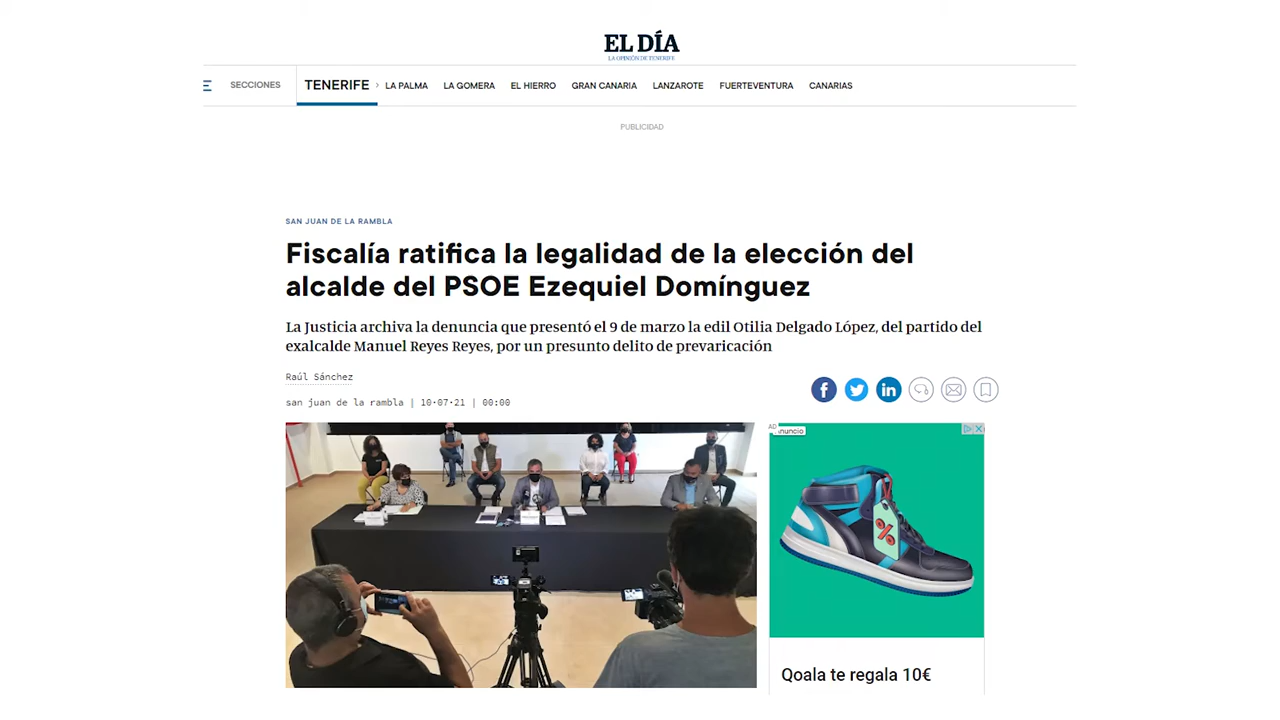 EL DÍA
LA OPINIÓN DE TENERIFE
SECCIONES
TENERIFE
LA PALMA
LA GOMERA
EL HIERRO
GRAN CANARIA
LANZAROTE
FUERTEVENTURA
CANARIAS
PUBLICIDAD
SAN JUAN DE LA RAMBLA
Fiscalía ratifica la legalidad de la elección del
alcalde del PSOE Ezequiel Domínguez
La Justicia archiva la denuncia que presentó el 9 de marzo la edil Otilia Delgado López, del partido del
exalcalde Manuel Reyes Reyes, por un presunto delito de prevaricación
Raúl Sánchez
san juan de la rambla | 10·07·21 | 00:00
AD
%
Qoala te regala 10€